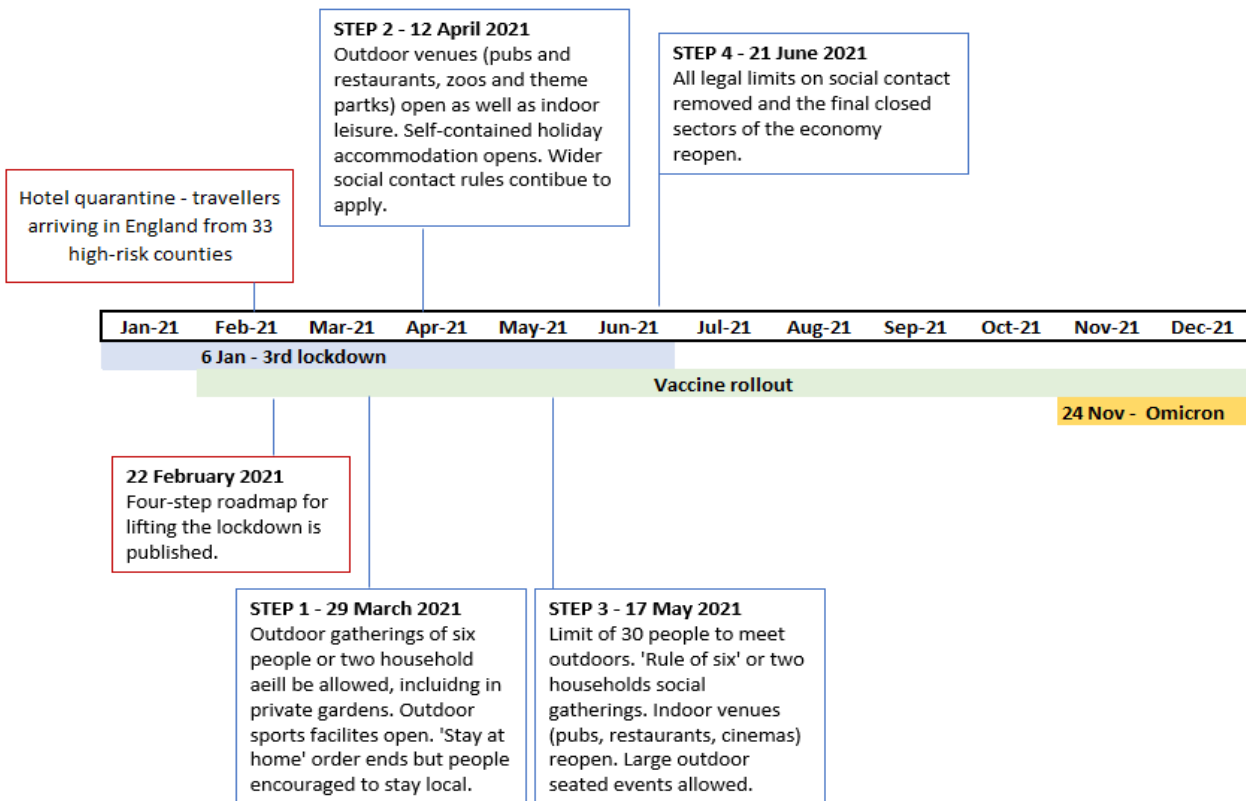 STEP 2 - 12 April 2021
Outdoor venues (pubs and
restaurants, zoos and theme
partks) open as well as indoor
leisure. Self-contained holiday
accommodation opens. Wider
social contact rules contibue to
apply.
STEP 4 - 21 June 2021
All legal limits on social contact
removed and the final closed
sectors of the economy
reopen.
Hotel quarantine - travellers
arriving in England from 33
high-risk counties
Jan-21 Feb-21 Mar-21 Apr-21 May-21 Jun-21 Jul-21 Aug-21 Sep-21 Oct-21 Nov-21 Dec-21
6 Jan - 3rd lockdown
Vaccine rollout
24 Nov - Omicron
22 February 2021
Four-step roadmap for
lifting the lockdown is
published.
STEP 1 - 29 March 2021
Outdoor gatherings of six
people or two household
aeill be allowed, incluidng in
private gardens. Outdoor
sports facilites open. 'Stay at
home' order ends but people
encouraged to stay local.
STEP 3 - 17 May 2021
Limit of 30 people to meet
outdoors. 'Rule of six' or two
households social
gatherings. Indoor venues
(pubs, restaurants, cinemas)
reopen. Large outdoor
seated events allowed.